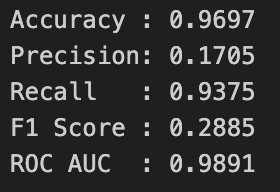 Accuracy : 0.9697
Precision: 0.1705
Recall   : 0.9375
F1 Score : 0.2885
ROC AUC  : 0.9891